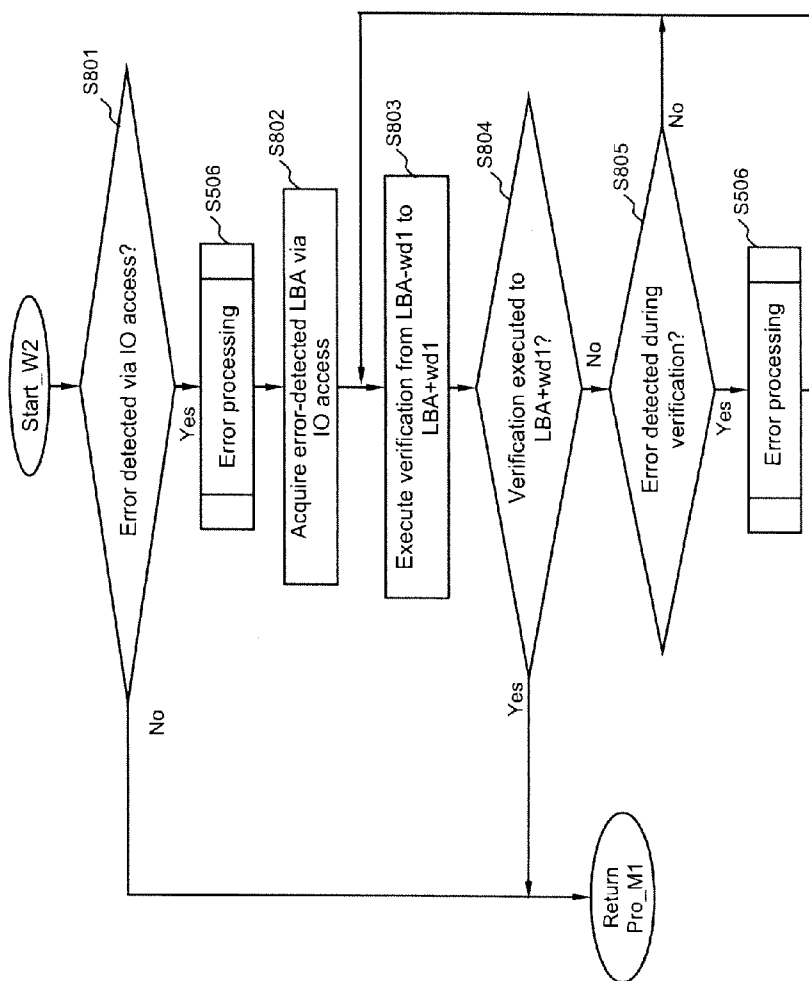 Start_W2
S801
Error detected via IO access?
No
Yes
S506
Error processing
S802
Acquire error-detected LBA via
IO access
S803
Execute verification from LBA-wd1 to
LBA+wd1
S804
Verification executed to
LBA+wd1?
Yes
No
S805
Error detected during
verification?
No
Yes
S506
Error processing
Return
Pro_M1